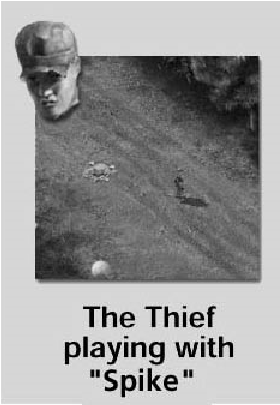 The Thief
playing with
"Spike"